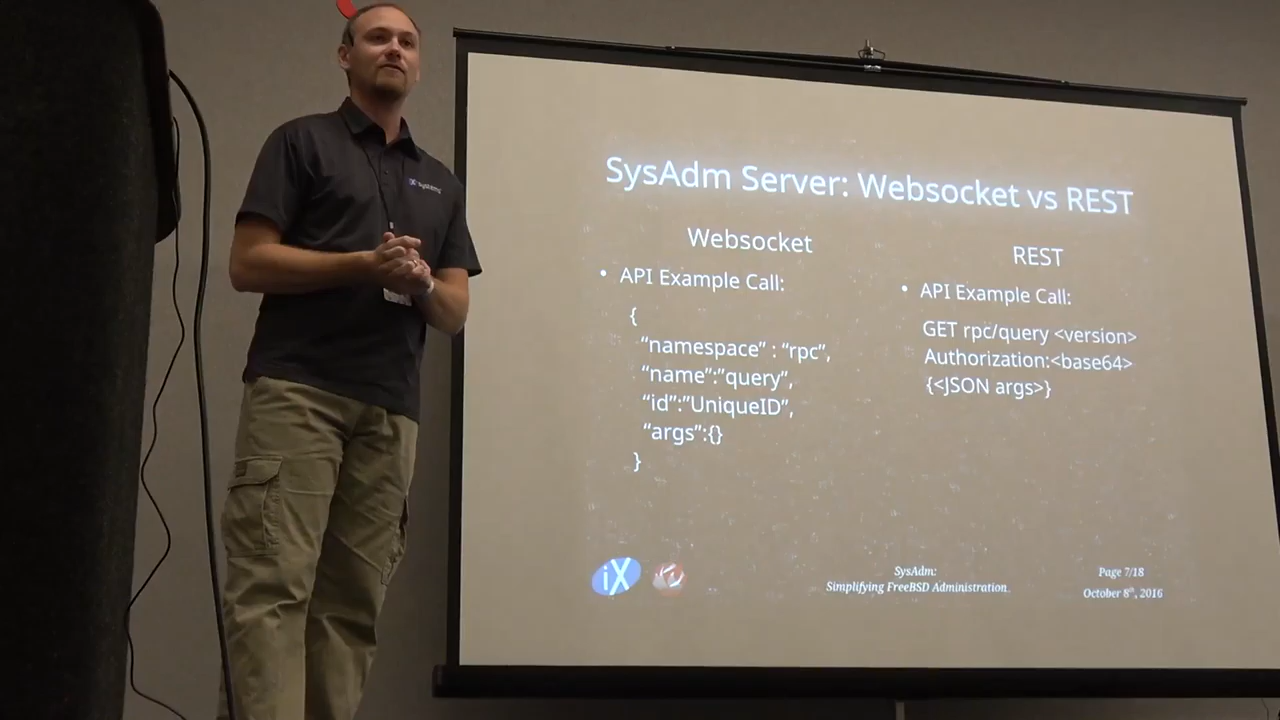 SysAdm Server: Websocket vs REST
Websocket
• API Example Call:
{
“namespace” : “rpc”,
“name”:”query”,
“id”:”UniqueID”,
“args”:{}
}
REST
• API Example Call:
GET rpc/query <version>
Authorization:<base64>
{<JSON args>}
iX
SysAdm:
Simplifying FreeBSD Administration
Page 7/18
October 8th, 2016
iX Systems